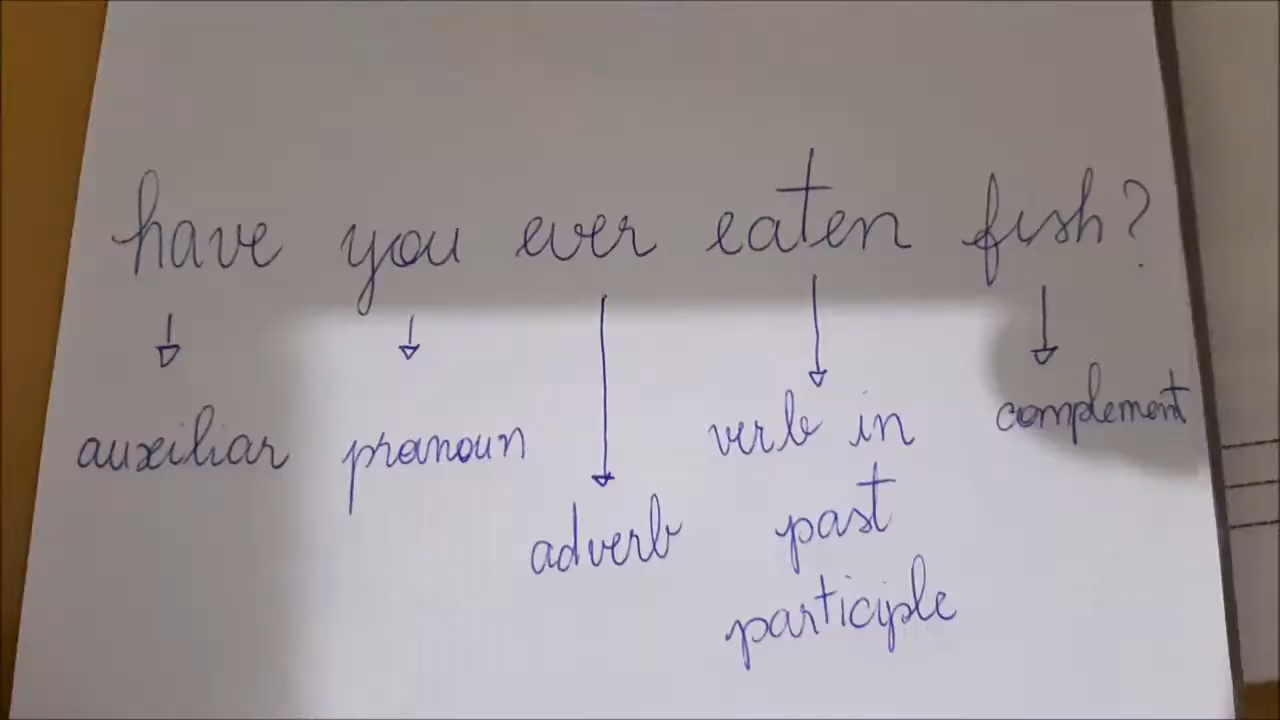 have you ever eaten fish?
auxiliar pronoun adverb verb in past participle complement